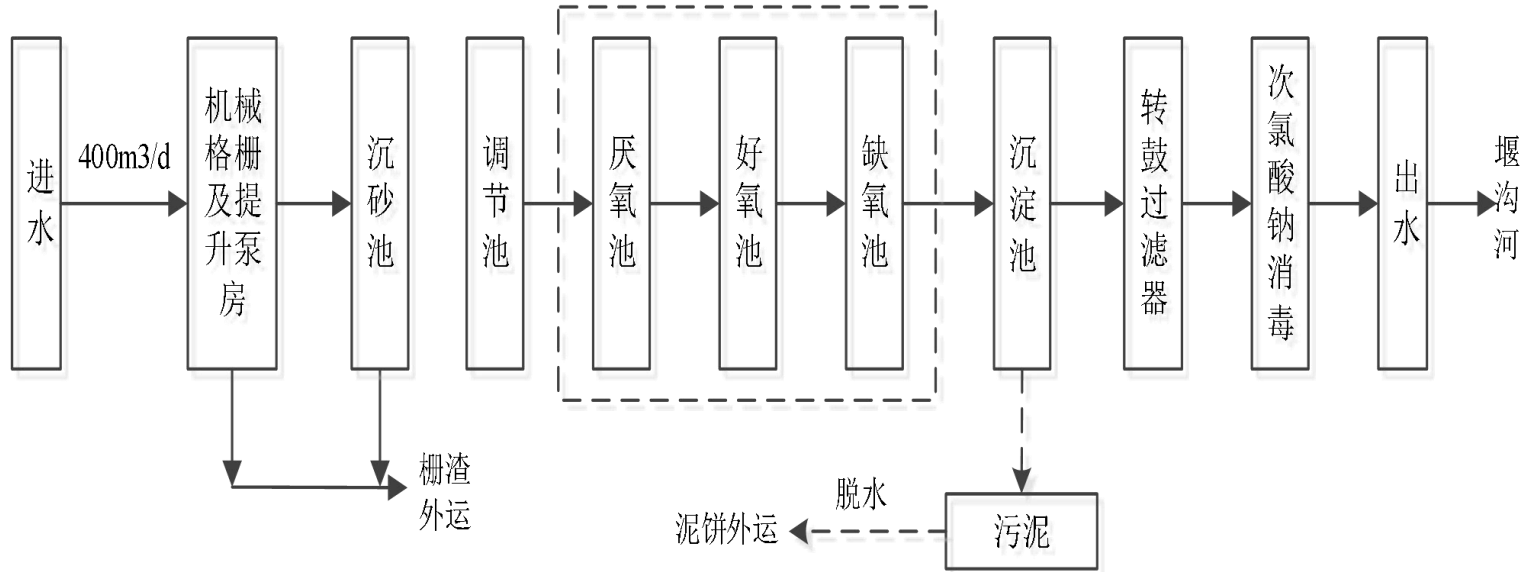 进水
400m3/d
机械格栅及提升泵房
沉砂池
调节池
厌氧池
好氧池
缺氧池
沉淀池
转鼓过滤器
次氯酸钠消毒
出水
堰沟河
栅渣
外运
泥饼外运
脱水
污泥